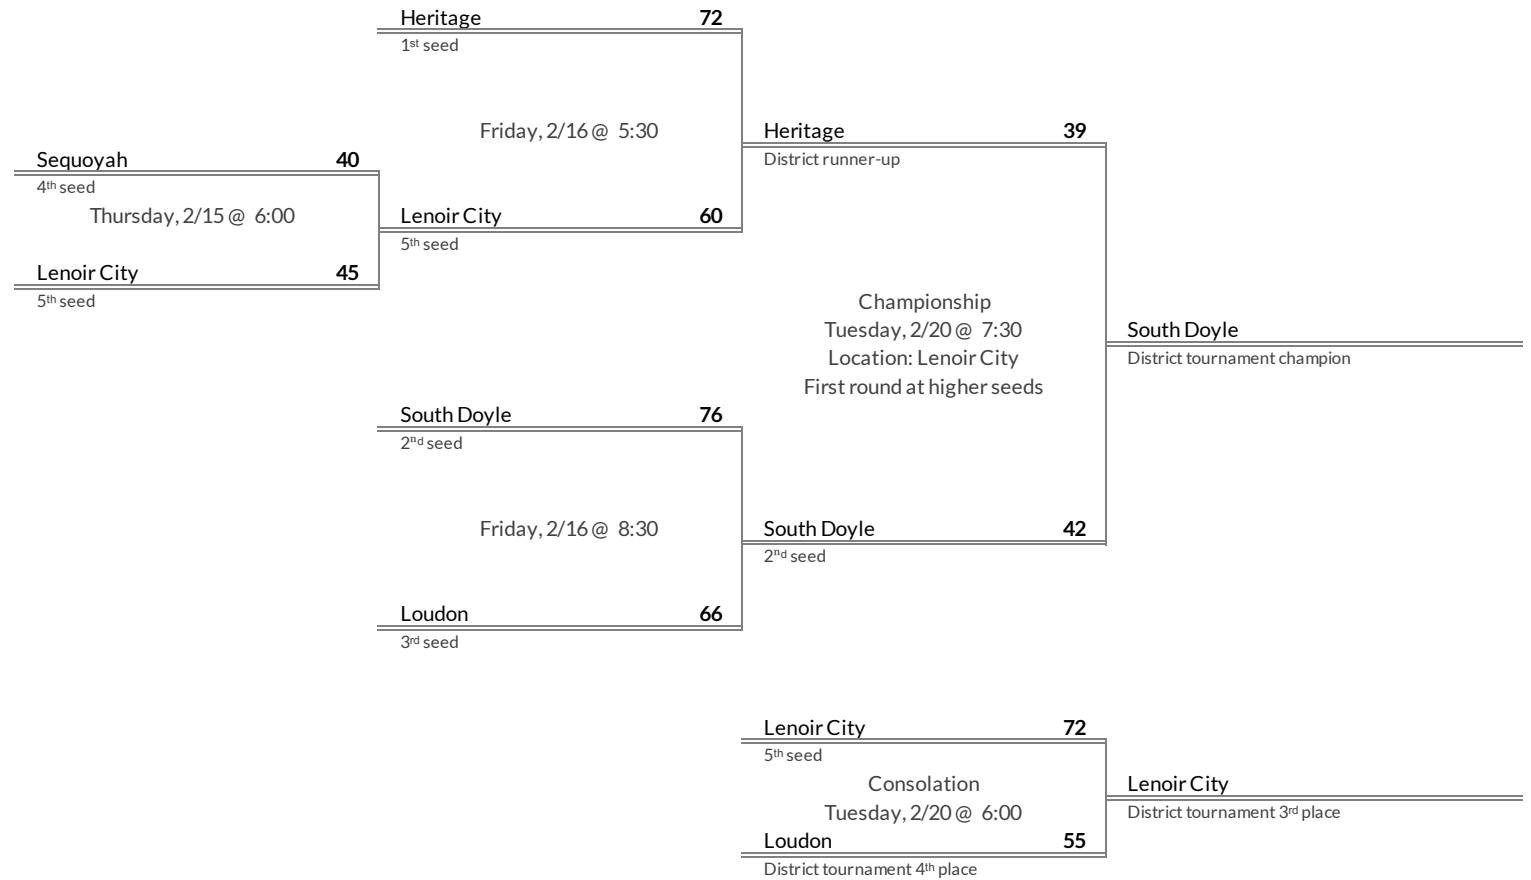 Heritage 72
1st seed
Friday, 2/16 @ 5:30
Heritage 39
District runner-up
Sequoyah 40
4th seed
Thursday, 2/15 @ 6:00
Lenoir City 60
5th seed
Lenoir City 45
5th seed
Championship
Tuesday, 2/20 @ 7:30
Location: Lenoir City
First round at higher seeds
South Doyle
District tournament champion
South Doyle 76
2nd seed
Friday, 2/16 @ 8:30
South Doyle 42
2nd seed
Loudon 66
3rd seed
Lenoir City 72
5th seed
Consolation
Tuesday, 2/20 @ 6:00
Lenoir City
District tournament 3rd place
Loudon 55
District tournament 4th place